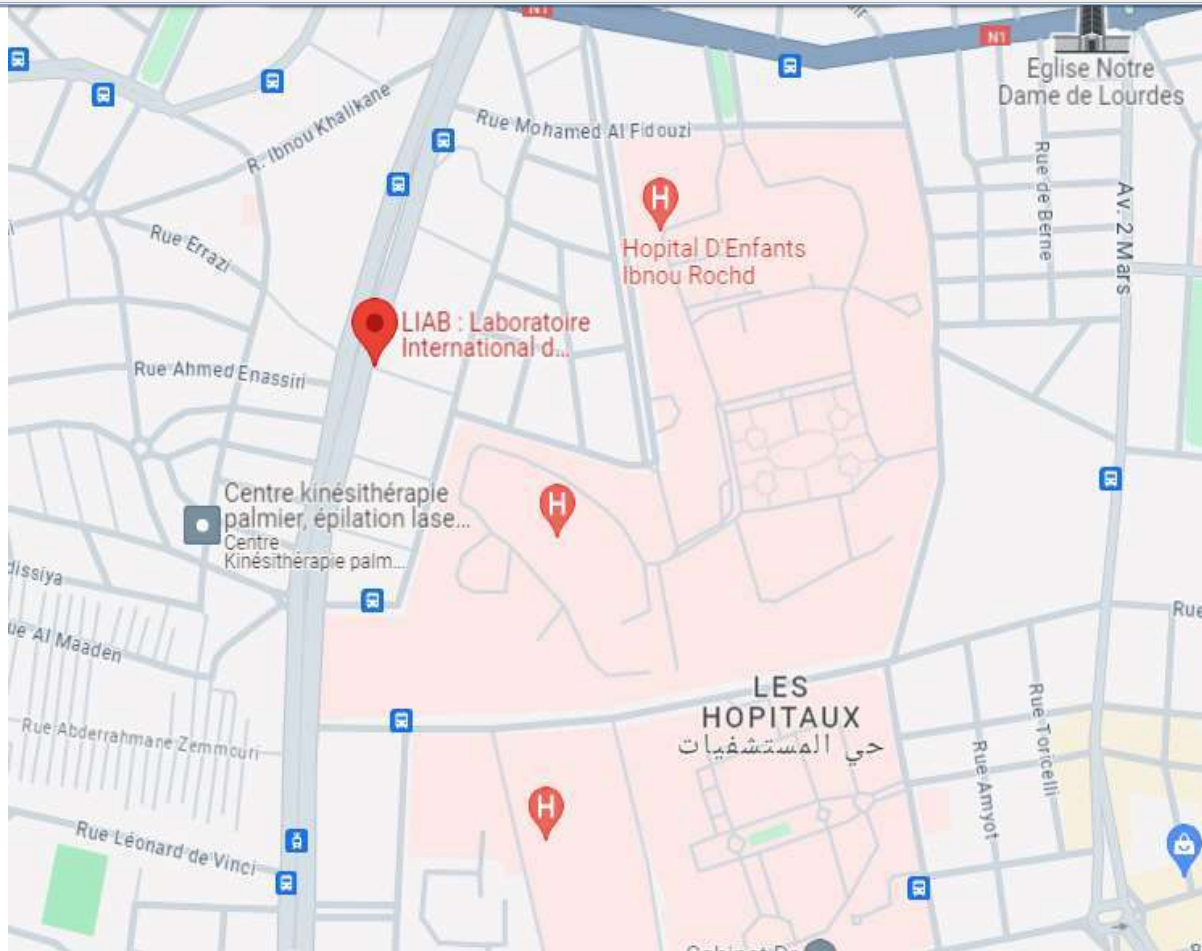 N1
N1
Eglise Notre
Dame de Lourdes
R. Ibnou Khalikane
Rue Mohamed Al Fidouzi
Rue de Berne
Av. 2 Mars
H
Hopital D'Enfants
Ibnou Rochd
Rue Errazi
LIAB : Laboratoire
International d...
Rue Ahmed Enassiri
Centre kinésithérapie
palmier, épilation lase...
Centre
Kinésithérapie palm...
H
dissiya
ue Al Maaden
Rue
LES
HOPITAUX
حي المستشفيات
Rue Toricelli
Rue Abderrahmane Zemmouri
Rue Amyot
H
Rue Léonard de Vinci